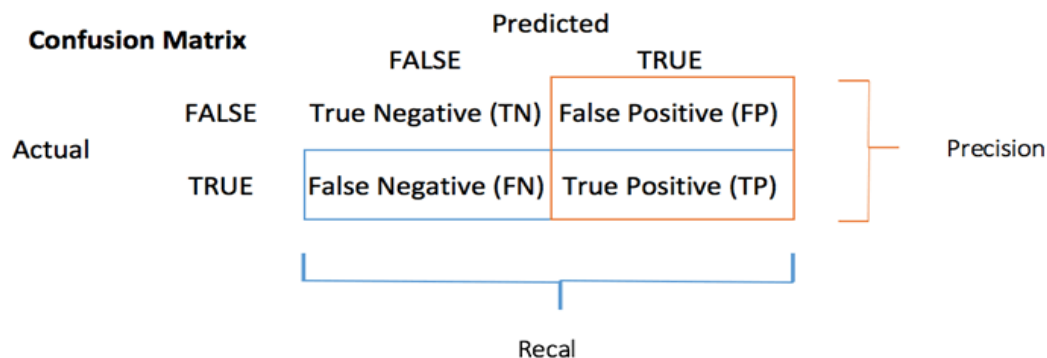 Predicted
Confusion Matrix
FALSE TRUE
FALSE True Negative (TN) False Positive (FP)
Actual
Precision
TRUE False Negative (FN) True Positive (TP)
Recal